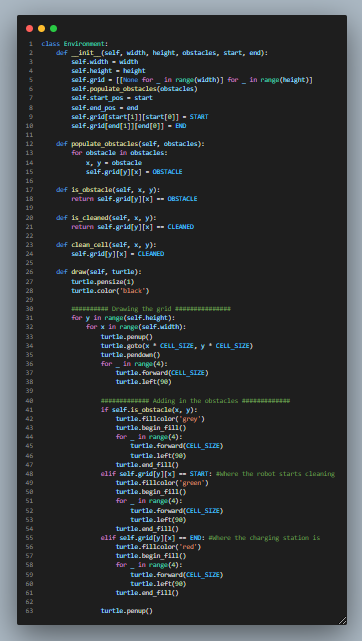 1 class Environment:
2     def __init__(self, width, height, obstacles, start, end):
3         self.width = width
4         self.height = height
5         self.grid = [[None for _ in range(width)] for _ in range(height)]
6         self.populate_obstacles(obstacles)
7         self.start_pos = start
8         self.end_pos = end
9         self.grid[start[1]][start[0]] = START
10         self.grid[end[1]][end[0]] = END
11
12     def populate_obstacles(self, obstacles):
13         for obstacle in obstacles:
14             x, y = obstacle
15             self.grid[y][x] = OBSTACLE
16
17     def is_obstacle(self, x, y):
18         return self.grid[y][x] == OBSTACLE
19
20     def is_cleaned(self, x, y):
21         return self.grid[y][x] == CLEANED
22
23     def clean_cell(self, x, y):
24         self.grid[y][x] = CLEANED
25
26     def draw(self, turtle):
27         turtle.pensize(1)
28         turtle.color('black')
29
30         ########## Drawing the grid ###############
31         for y in range(self.height):
32             for x in range(self.width):
33                 turtle.penup()
34                 turtle.goto(x * CELL_SIZE, y * CELL_SIZE)
35                 turtle.pendown()
36                 for _ in range(4):
37                     turtle.forward(CELL_SIZE)
38                     turtle.left(90)
39
40                 ############# Adding in the obstacles #############
41                 if self.is_obstacle(x, y):
42                     turtle.fillcolor('grey')
43                     turtle.begin_fill()
44                     for _ in range(4):
45                         turtle.forward(CELL_SIZE)
46                         turtle.left(90)
47                     turtle.end_fill()
48                 elif self.grid[y][x] == START: #Where the robot starts cleaning
49                     turtle.fillcolor('green')
50                     turtle.begin_fill()
51                     for _ in range(4):
52                         turtle.forward(CELL_SIZE)
53                         turtle.left(90)
54                     turtle.end_fill()
55                 elif self.grid[y][x] == END: #Where the charging station is
56                     turtle.fillcolor('red')
57                     turtle.begin_fill()
58                     for _ in range(4):
59                         turtle.forward(CELL_SIZE)
60                         turtle.left(90)
61                     turtle.end_fill()
62
63                 turtle.penup()